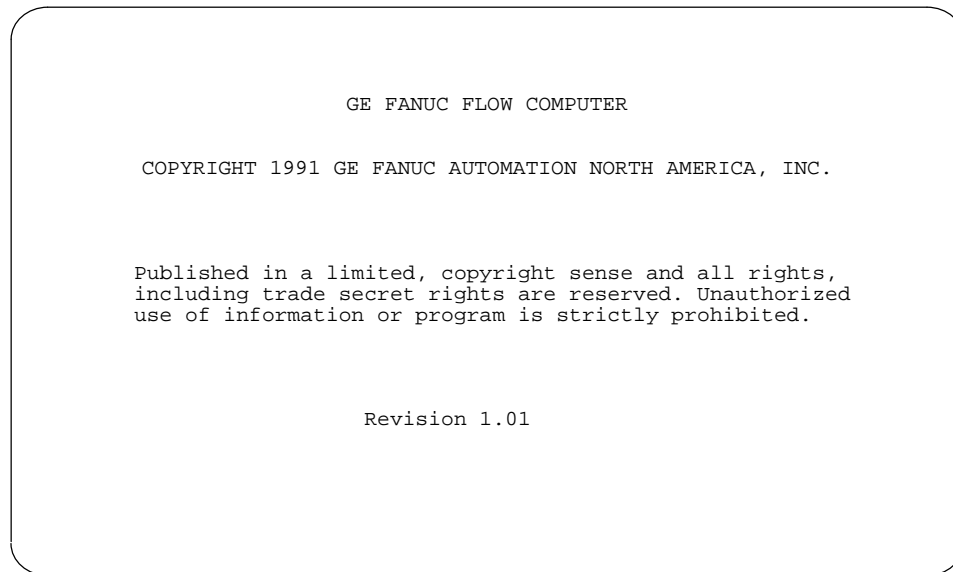 GE FANUC FLOW COMPUTER
COPYRIGHT 1991 GE FANUC AUTOMATION NORTH AMERICA, INC.
Published in a limited, copyright sense and all rights,
including trade secret rights are reserved. Unauthorized
use of information or program is strictly prohibited.
Revision 1.01